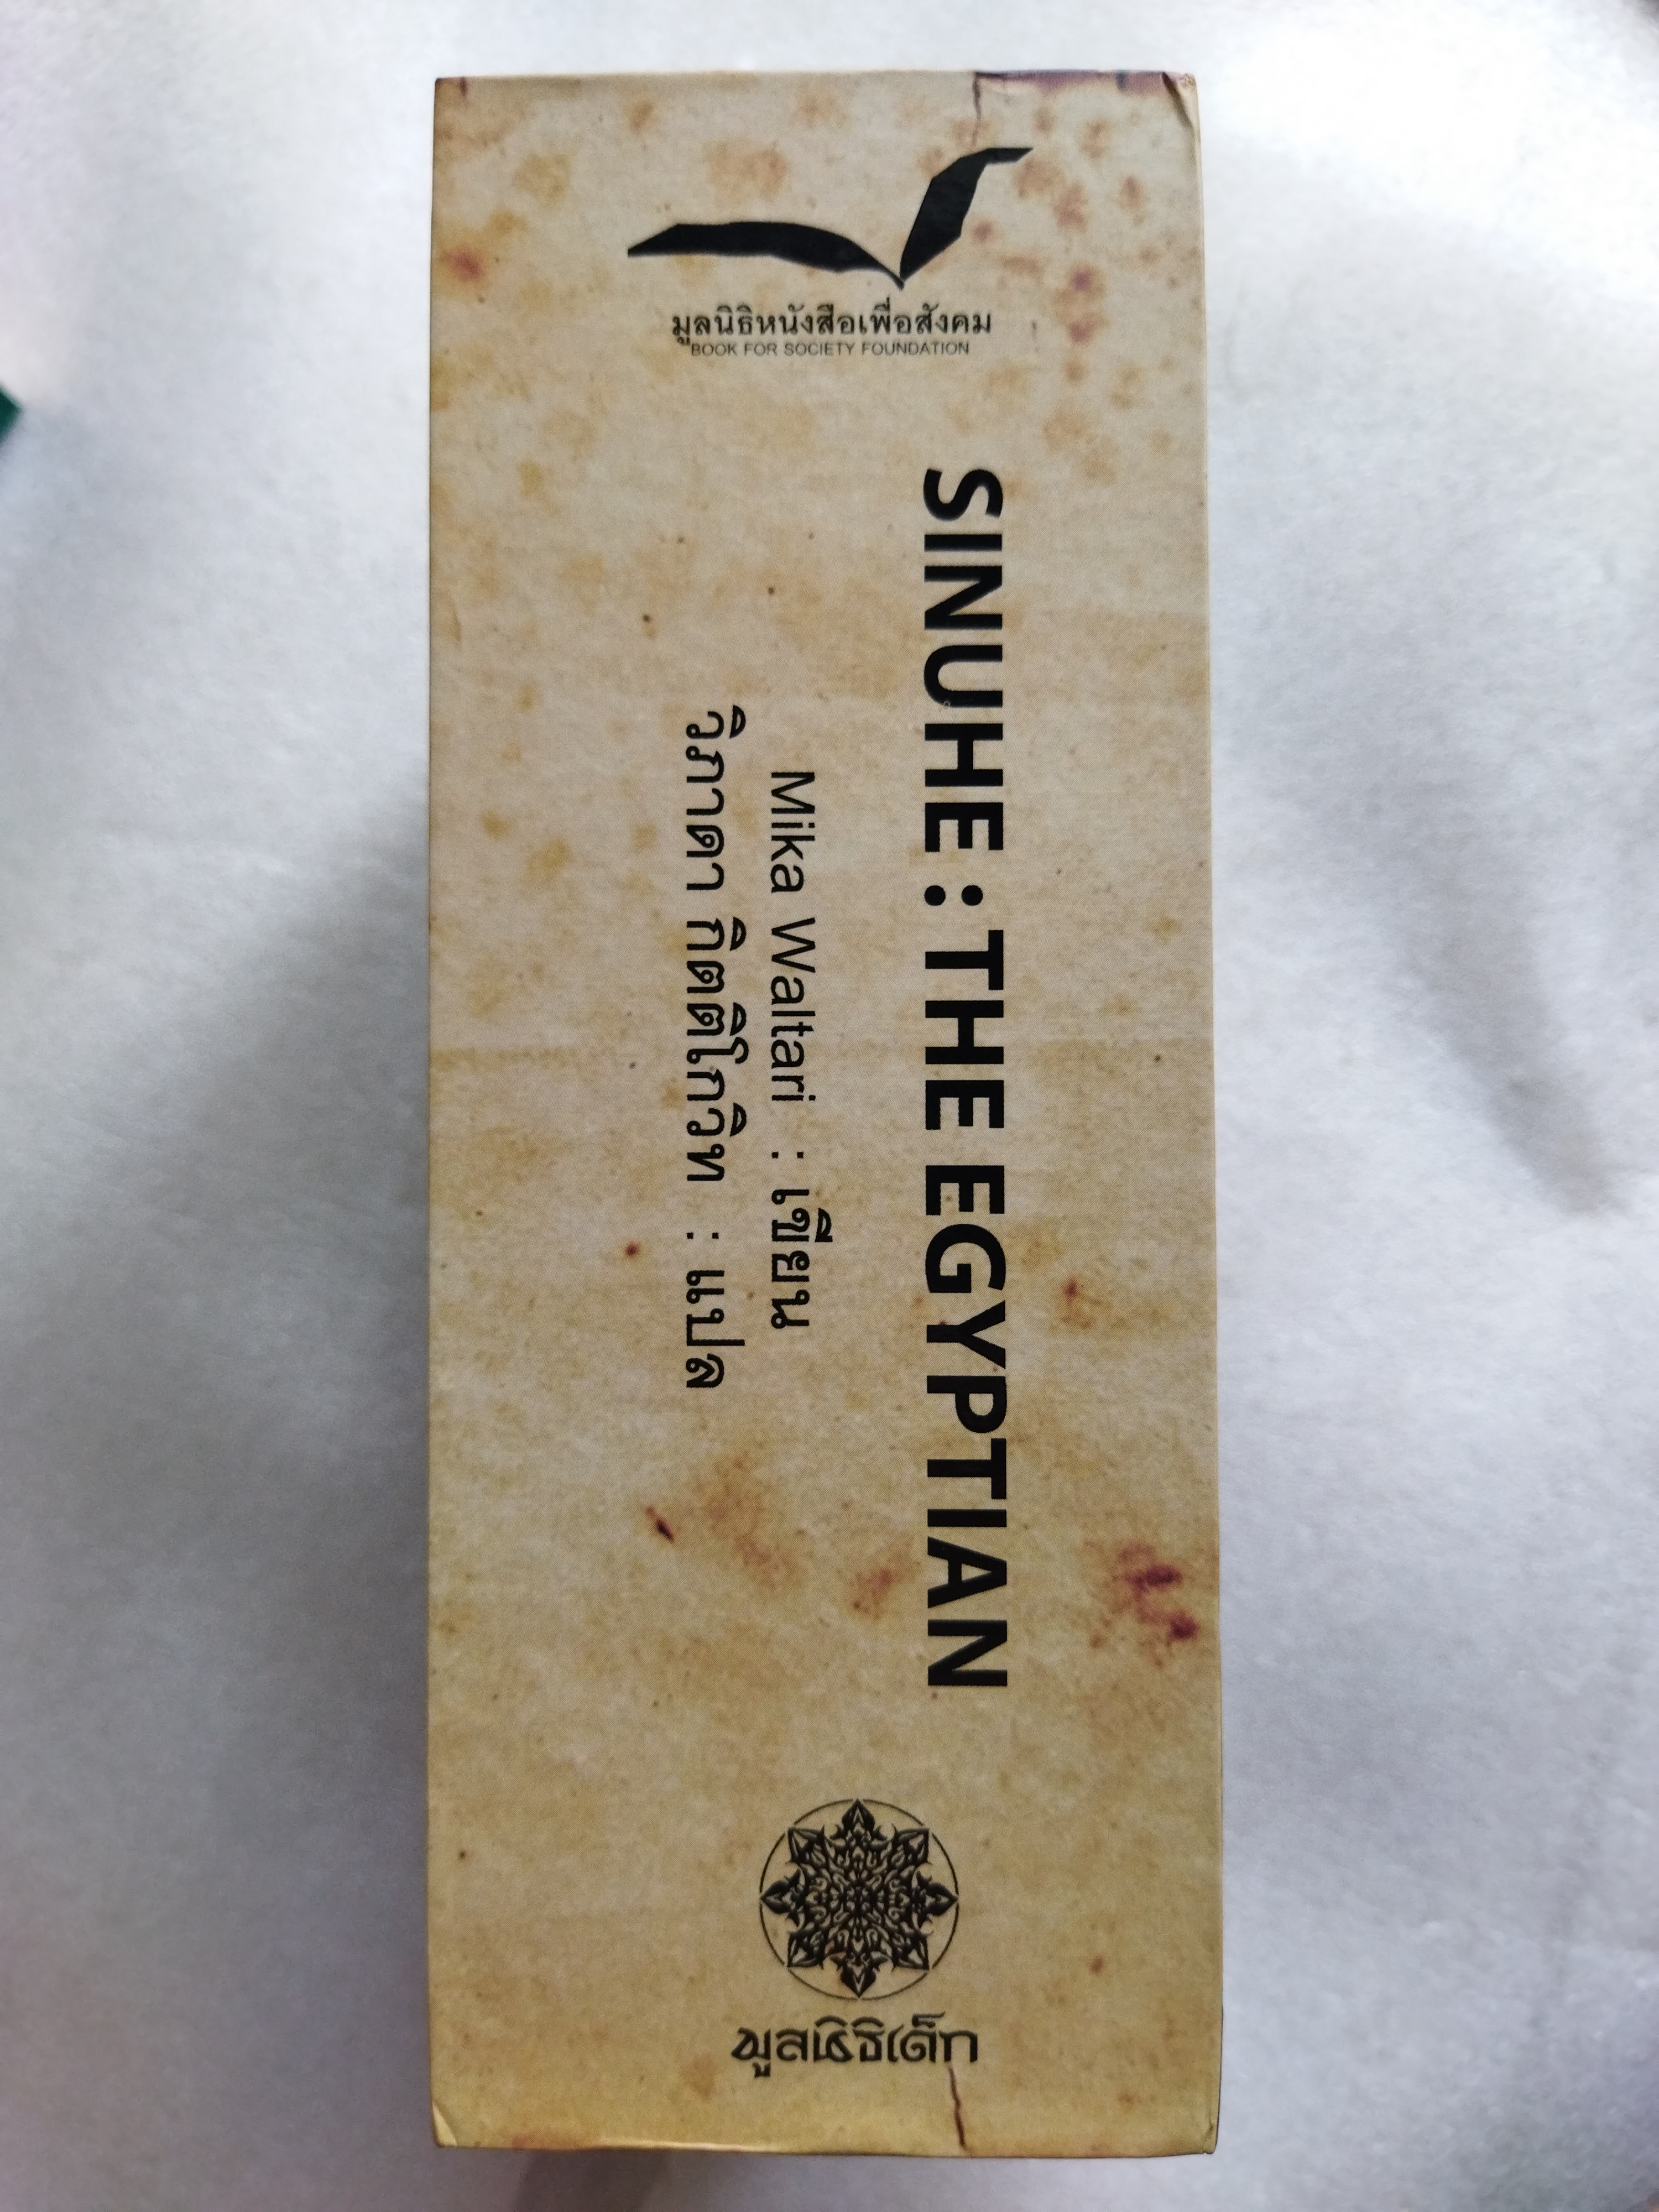 มูลนิธิหนังสือเพื่อสังคม
BOOK FOR SOCIETY FOUNDATION
SINUHE : THE EGYPTIAN
Mika Waltari : เขียน
วิภาดา กิตติโกวิท : แปล
มูลนิธิเด็ก